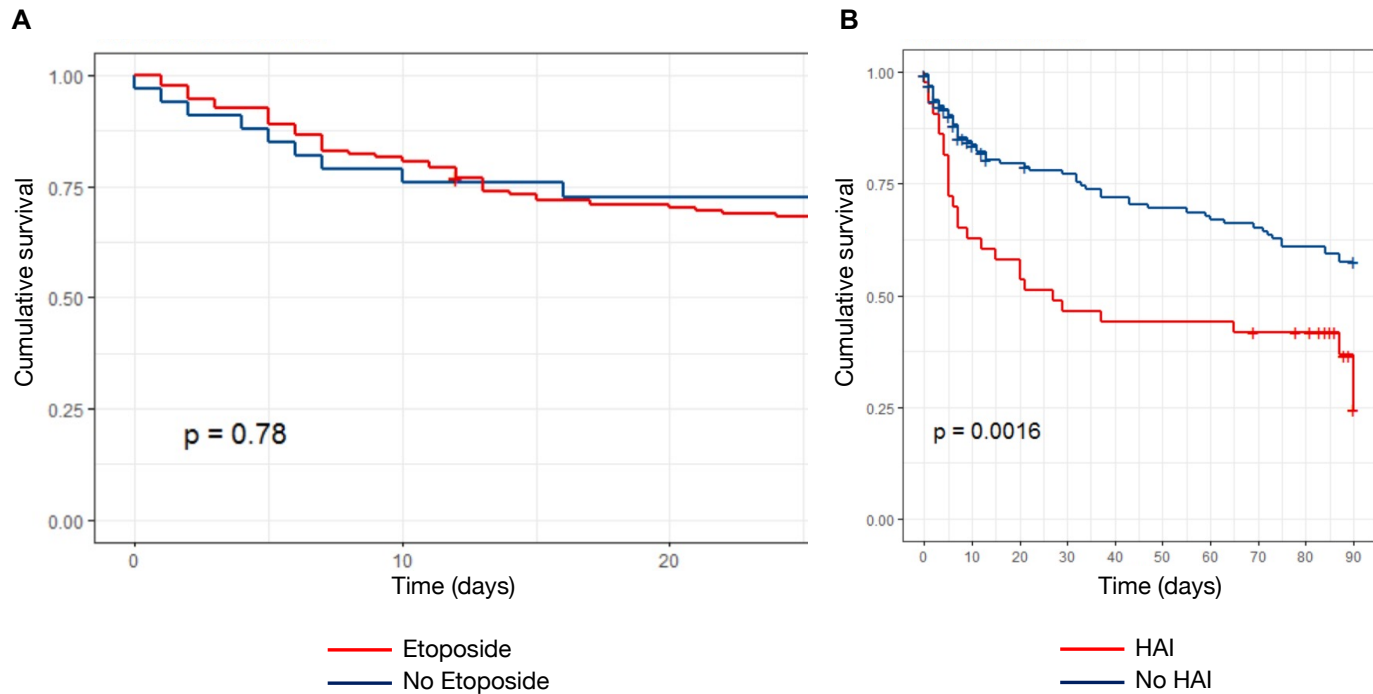 A
1.00
0.75
0.50
0.25
0.00
Cumulative survival
p = 0.78
0 10 20
Time (days)
Etoposide
No Etoposide
B
1.00
0.75
0.50
0.25
0.00
Cumulative survival
p = 0.0016
0 10 20 30 40 50 60 70 80 90
Time (days)
HAI
No HAI